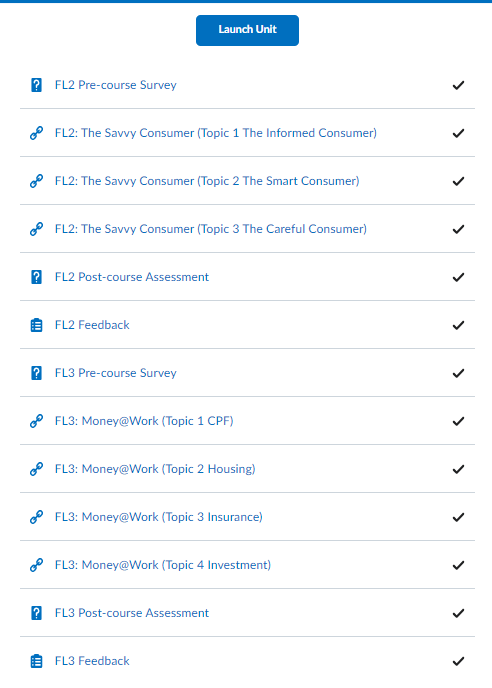 Launch Unit
FL2 Pre-course Survey
FL2: The Savvy Consumer (Topic 1 The Informed Consumer)
FL2: The Savvy Consumer (Topic 2 The Smart Consumer)
FL2: The Savvy Consumer (Topic 3 The Careful Consumer)
FL2 Post-course Assessment
FL2 Feedback
FL3 Pre-course Survey
FL3: Money@Work (Topic 1 CPF)
FL3: Money@Work (Topic 2 Housing)
FL3: Money@Work (Topic 3 Insurance)
FL3: Money@Work (Topic 4 Investment)
FL3 Post-course Assessment
FL3 Feedback